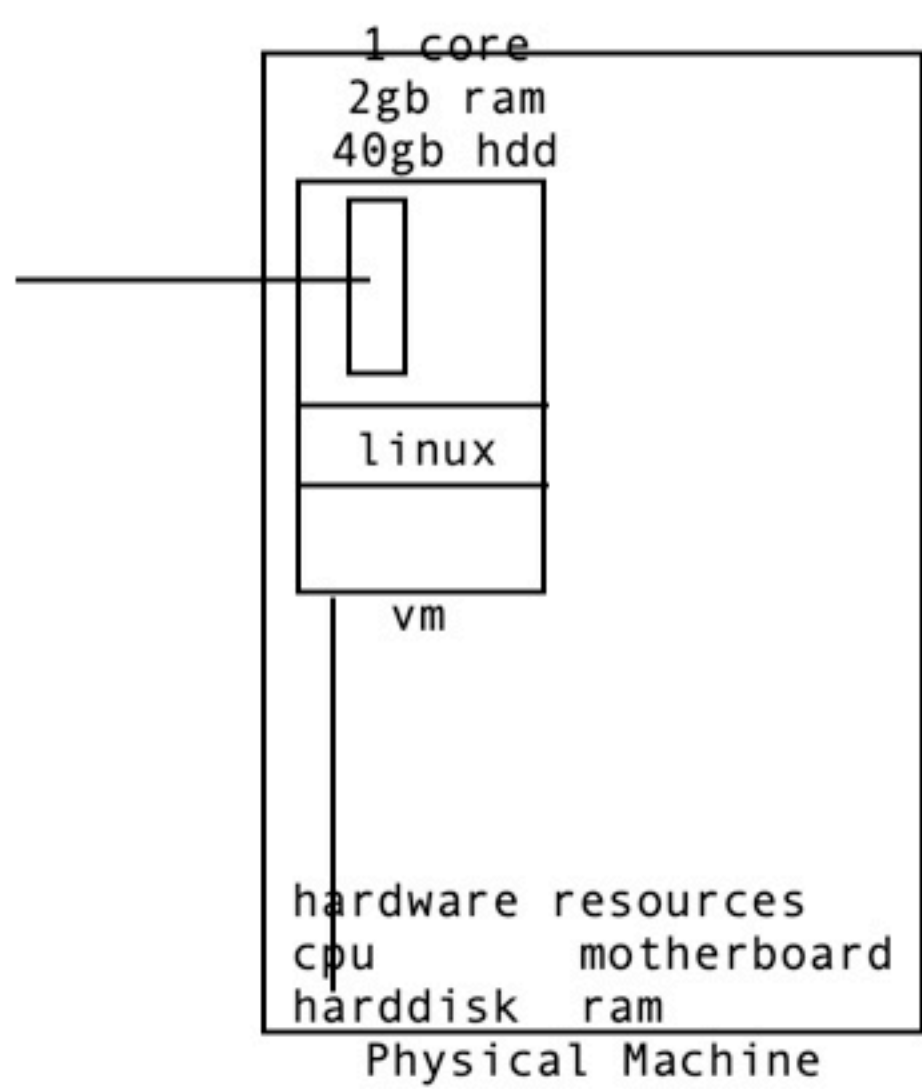 1 core
2gb ram
40gb hdd
linux
vm
hardware resources
cpu motherboard
harddisk ram
Physical Machine